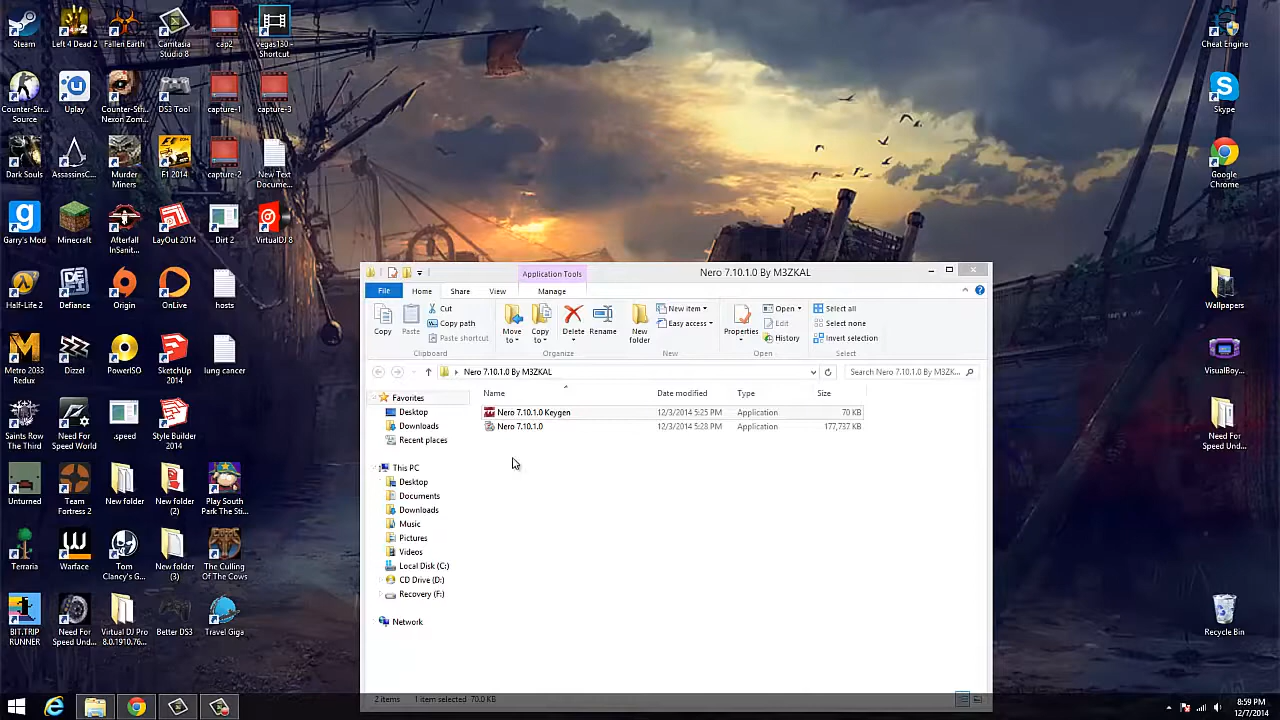 Steam
Left 4 Dead 2
Fallen Earth
Camtasia
Studio 8
cap2
vegas130 -
Shortcut
Cheat Engine
Counter-Str...
Source
Uplay
Counter-Str...
Nexon Zom...
DS3 Tool
capture-1
capture-3
Skype
Dark Souls
AssassinsC...
Murder
Miners
F1 2014
capture-2
New Text
Docume...
Google
Chrome
Garry's Mod
Minecraft
Afterfall
InSanit...
LayOut 2014
Dirt 2
VirtualDJ 8
Half-Life 2
Defiance
Origin
OnLive
hosts
Wallpapers
Metro 2033
Redux
Dizzel
PowerISO
SketchUp
2014
lung cancer
VisualBoy...
Saints Row
The Third
Need For
Speed World
.speed
Style Builder
2014
Need For
Speed Und...
Unturned
Team
Fortress 2
New folder
New folder
(2)
Play South
Park The Sti...
Terraria
Warface
Tom
Clancy's G...
New folder
(3)
The Culling
Of The Cows
BIT.TRIP
RUNNER
Need For
Speed Und...
Virtual DJ Pro
8.0.1910.76...
Better DS3
Travel Giga
Recycle Bin
Application Tools
Nero 7.10.1.0 By M3ZKAL
File Home Share View Manage
Copy
Paste
Cut
Copy path
Paste shortcut
Move
to
Copy
to
Delete
Rename
New
folder
New item
Easy access
Properties
Open
Edit
History
Select all
Select none
Invert selection
Clipboard Organize New Open Select
Nero 7.10.1.0 By M3ZKAL
Search Nero 7.10.1.0 By M3ZK...
Name Date modified Type Size
Nero 7.10.1.0 Keygen 12/3/2014 5:25 PM Application 70 KB
Nero 7.10.1.0 12/3/2014 5:28 PM Application 177,737 KB
Favorites
Desktop
Downloads
Recent places
This PC
Desktop
Documents
Downloads
Music
Pictures
Videos
Local Disk (C:)
CD Drive (D:)
Recovery (F:)
Network
2 items 1 item selected 70.0 KB
8:59 PM
12/7/2014